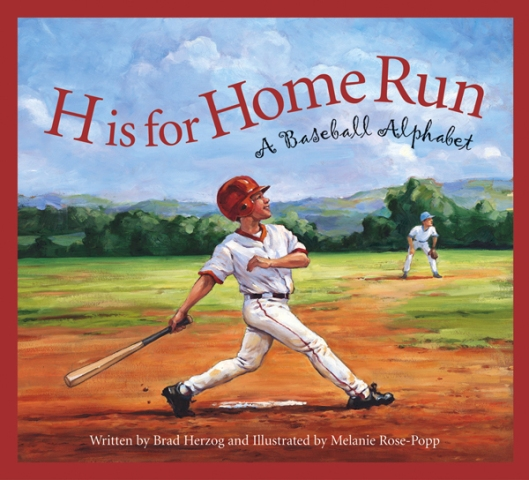 H is for Home Run
A Baseball Alphabet
Written by Brad Herzog and Illustrated by Melanie Rose-Popp